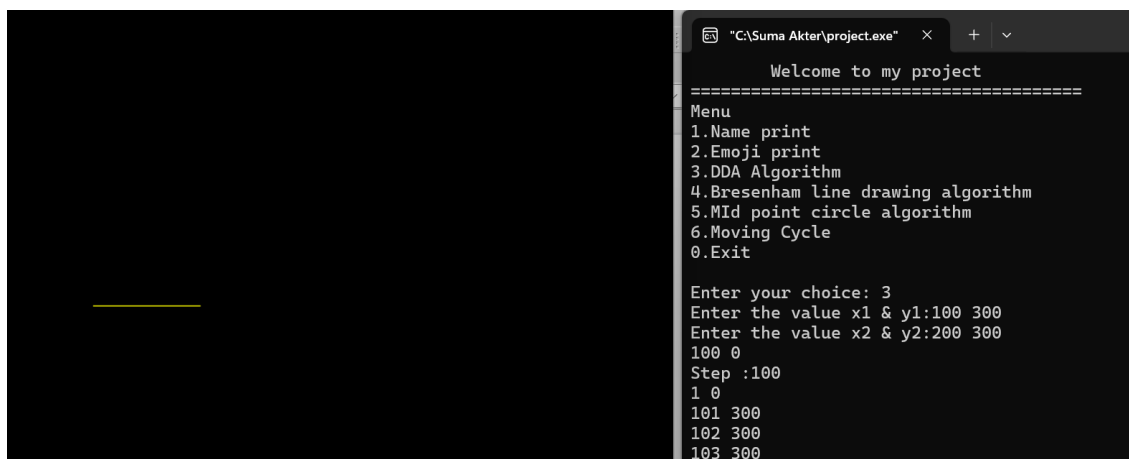 "C:\Suma Akter\project.exe"
Welcome to my project
=======================================
Menu
1.Name print
2.Emoji print
3.DDA Algorithm
4.Bresenham line drawing algorithm
5.MId point circle algorithm
6.Moving Cycle
0.Exit
Enter your choice: 3
Enter the value x1 & y1:100 300
Enter the value x2 & y2:200 300
100 0
Step :100
1 0
101 300
102 300
103 300